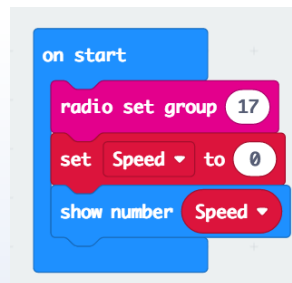 on start
radio set group 17
set Speed to 0
show number Speed